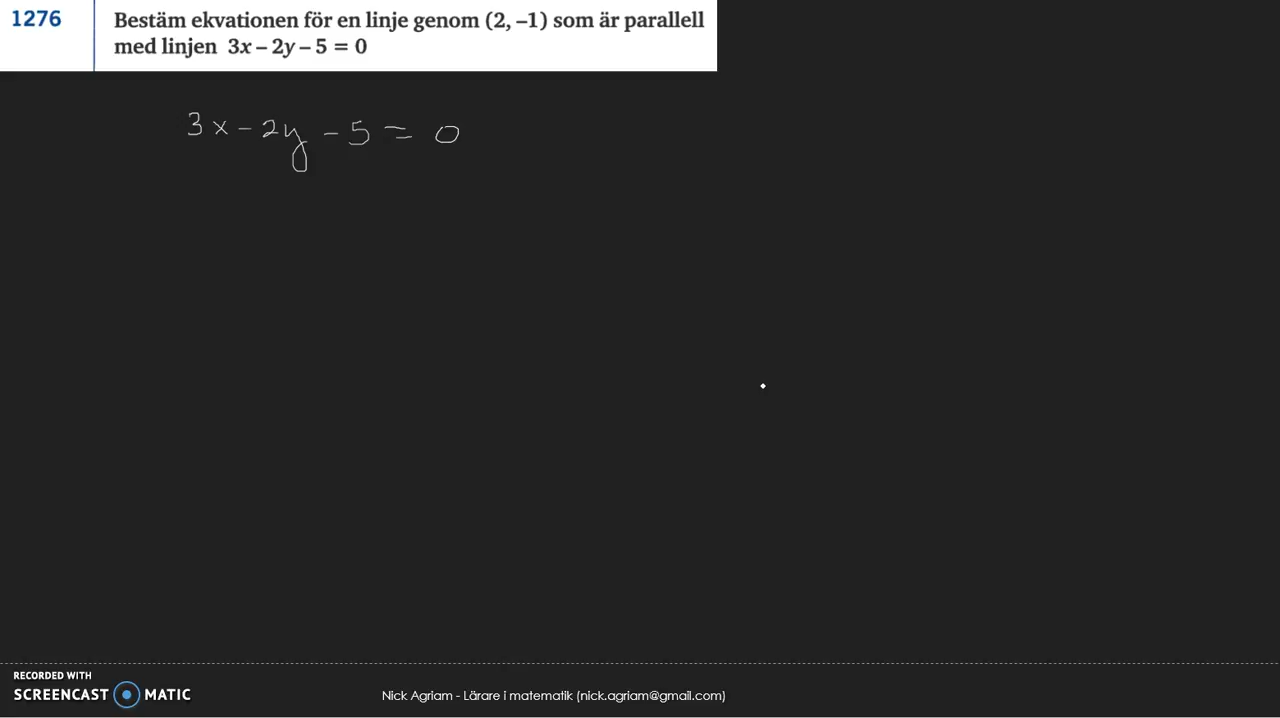 1276
Bestäm ekvationen för en linje genom (2, –1) som är parallell
med linjen 3x – 2y – 5 = 0
3x - 2y - 5 = 0
RECORDED WITH
SCREENCAST MATIC
Nick Agriam - Lärare i matematik (nick.agriam@gmail.com)